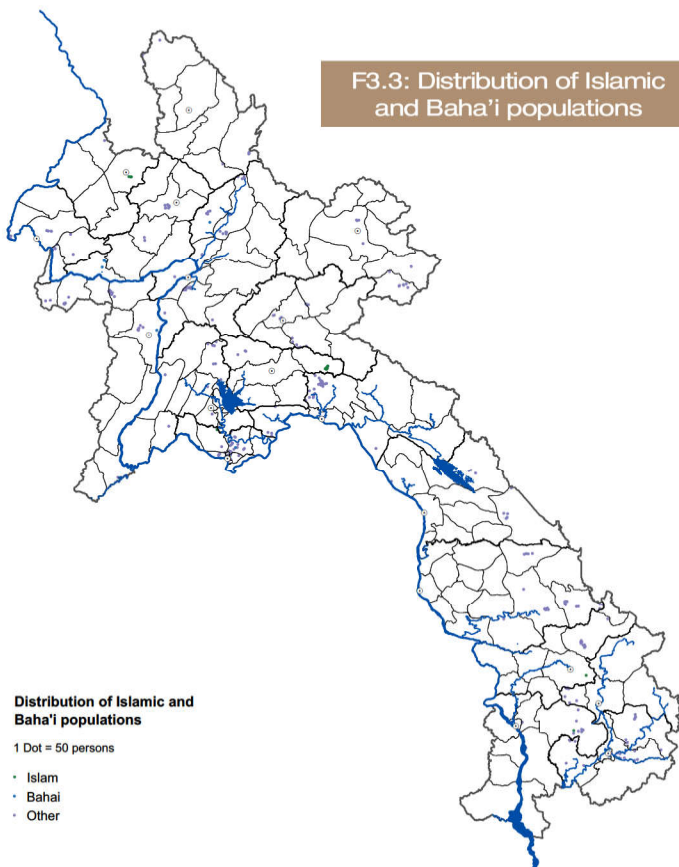 F3.3: Distribution of Islamic
and Baha'i populations
Distribution of Islamic and
Baha'i populations
1 Dot = 50 persons
Islam
Bahai
Other